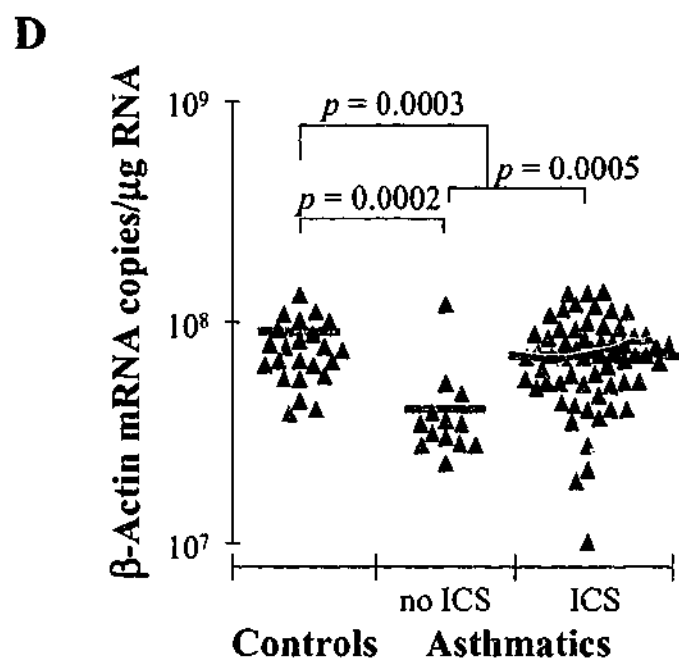 D
β-Actin mRNA copies/μg RNA
10⁹
10⁸
10⁷
p = 0.0003
p = 0.0005
p = 0.0002
no ICS ICS
Controls Asthmatics